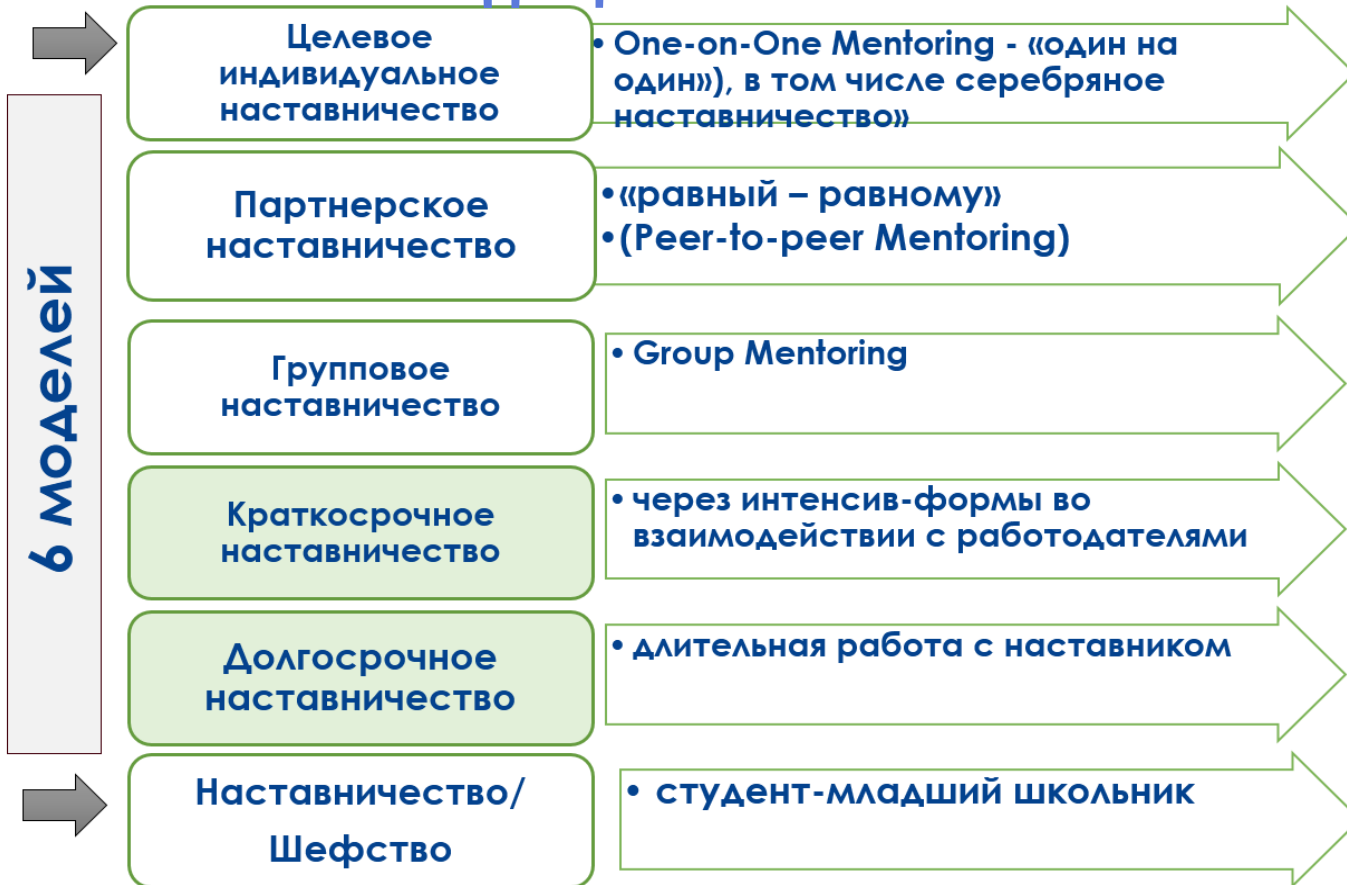 6 моделей
Целевое
индивидуальное
наставничество
• One-on-One Mentoring - «один на
один»), в том числе серебряное
наставничество»
Партнерское
наставничество
•«равный – равному»
•(Peer-to-peer Mentoring)
Групповое
наставничество
• Group Mentoring
Краткосрочное
наставничество
• через интенсив-формы во
взаимодействии с работодателями
Долгосрочное
наставничество
• длительная работа с наставником
Наставничество/
Шефство
• студент-младший школьник